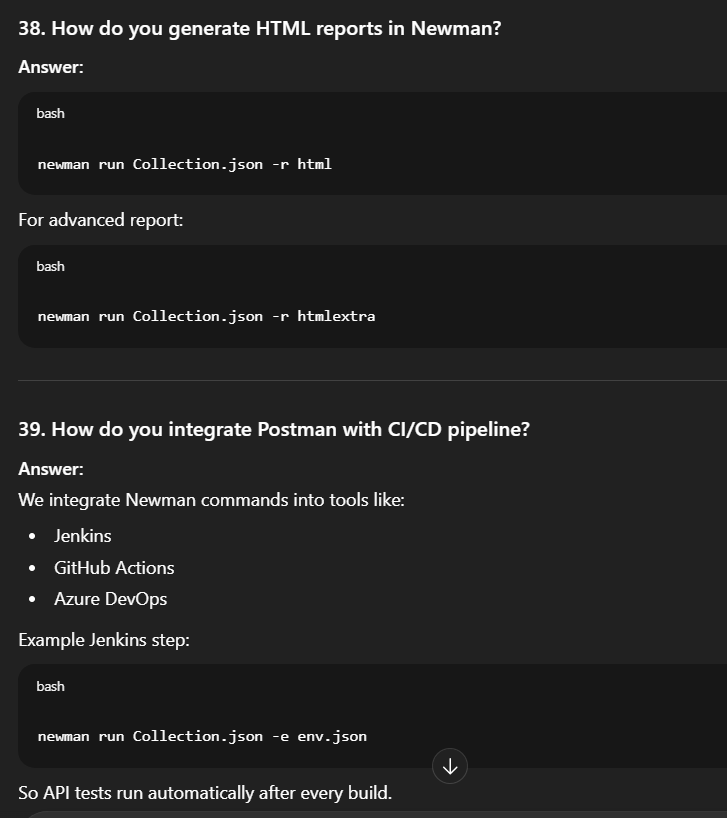 38. How do you generate HTML reports in Newman?
Answer:
bash
newman run Collection.json -r html
For advanced report:
bash
newman run Collection.json -r htmlextra
39. How do you integrate Postman with CI/CD pipeline?
Answer:
We integrate Newman commands into tools like:
• Jenkins
• GitHub Actions
• Azure DevOps
Example Jenkins step:
bash
newman run Collection.json -e env.json
So API tests run automatically after every build.